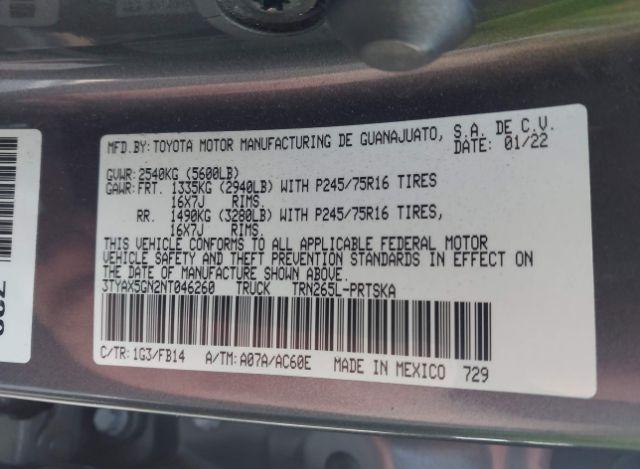 MFD.BY:TOYOTA MOTOR MANUFACTURING DE GUANAJUATO, S.A. DE C.V.
DATE: 01/22
GVWR:2540KG (5600LB)
GAWR:FRT. 1335KG (2940LB) WITH P245/75R16 TIRES
16X7J RIMS.
RR. 1490KG (3280LB) WITH P245/75R16 TIRES,
16X7J RIMS.
THIS VEHICLE CONFORMS TO ALL APPLICABLE FEDERAL MOTOR
VEHICLE SAFETY AND THEFT PREVENTION STANDARDS IN EFFECT ON
THE DATE OF MANUFACTURE SHOWN ABOVE.
3TYAX5GN2NT046260 TRUCK TRN265L-PRTSKA
C/TR:1G3/FB14 A/TM:A07A/AC60E MADE IN MEXICO 729